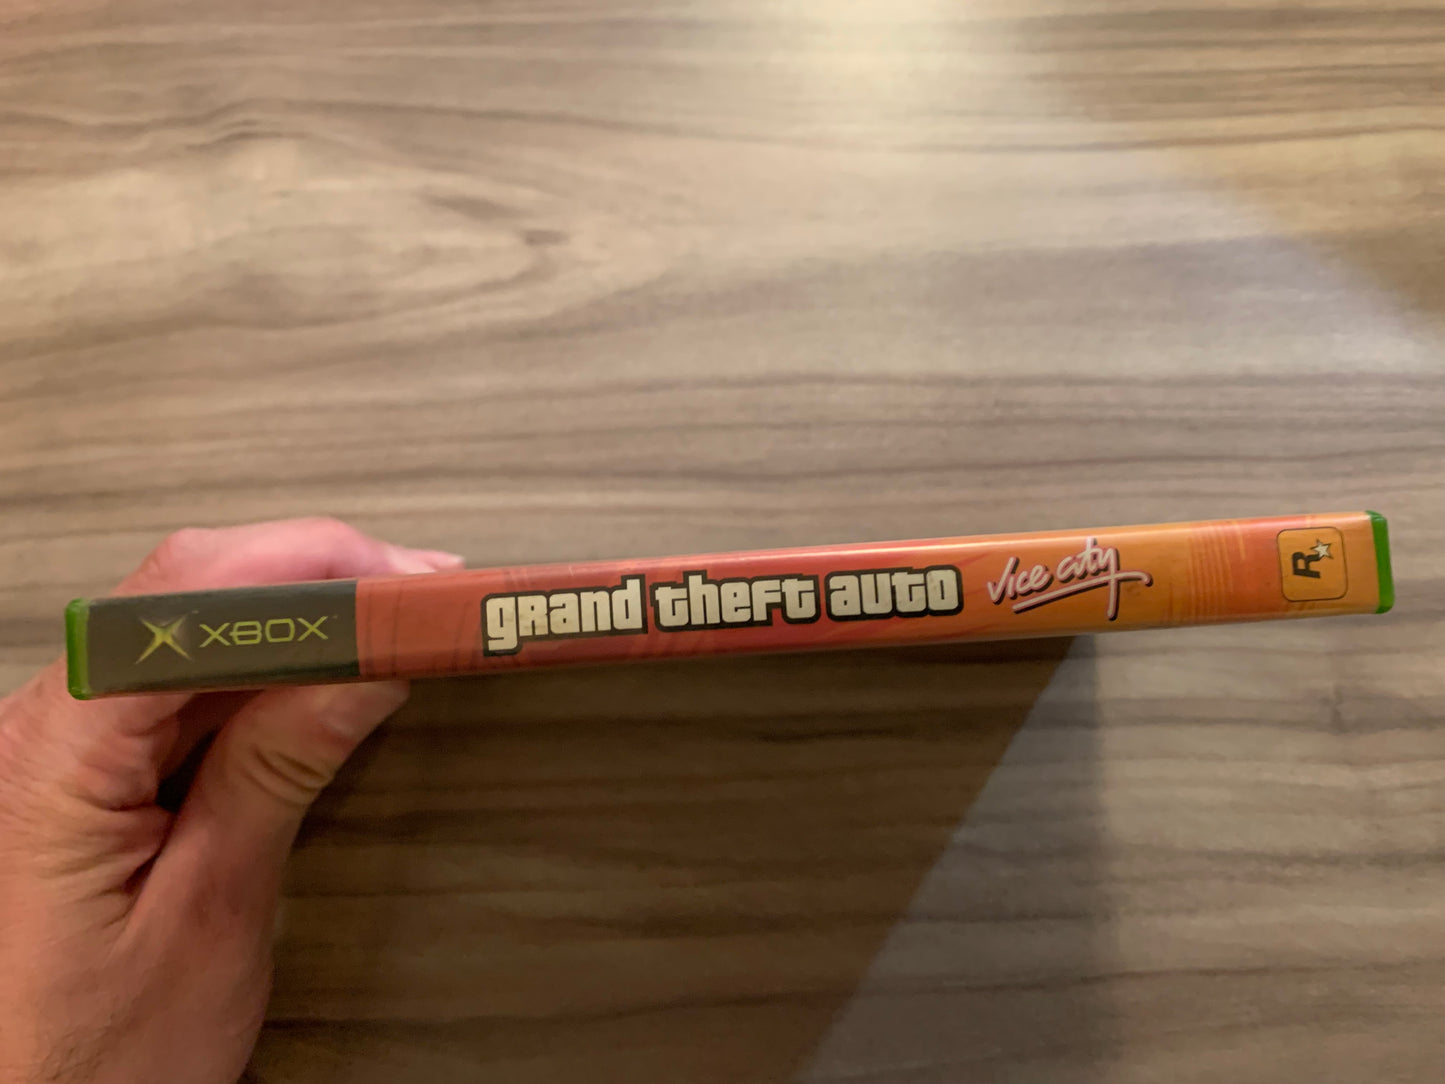 XBOX
grand theft auto
Vice City
R